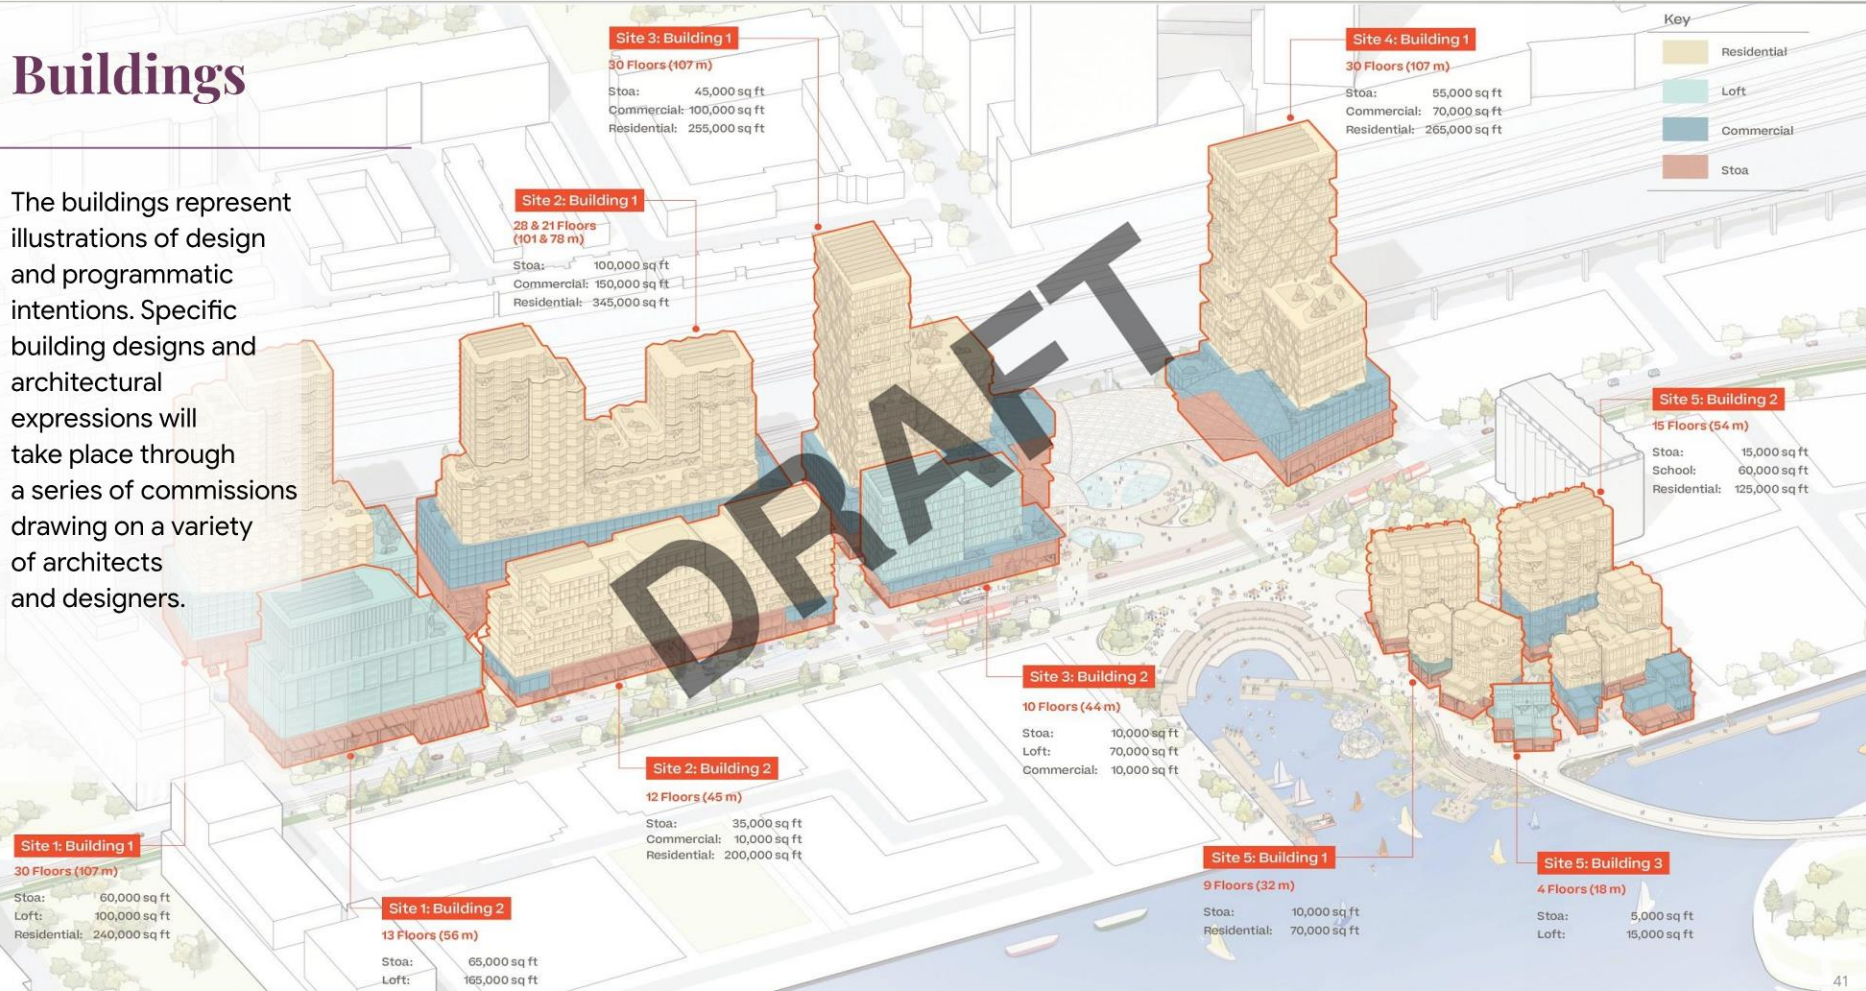 Buildings
The buildings represent
illustrations of design
and programmatic
intentions. Specific
building designs and
architectural
expressions will
take place through
a series of commissions
drawing on a variety
of architects
and designers.
Site 3: Building 1
30 Floors (107 m)
Stoa: 45,000 sq ft
Commercial: 100,000 sq ft
Residential: 255,000 sq ft
Site 4: Building 1
30 Floors (107 m)
Stoa: 55,000 sq ft
Commercial: 70,000 sq ft
Residential: 265,000 sq ft
Key
Residential
Loft
Commercial
Stoa
Site 2: Building 1
28 & 21 Floors
(101 & 78 m)
Stoa: 100,000 sq ft
Commercial: 150,000 sq ft
Residential: 345,000 sq ft
DRAFT
Site 5: Building 2
15 Floors (54 m)
Stoa: 15,000 sq ft
School: 60,000 sq ft
Residential: 125,000 sq ft
Site 3: Building 2
10 Floors (44 m)
Stoa: 10,000 sq ft
Loft: 70,000 sq ft
Commercial: 10,000 sq ft
Site 2: Building 2
12 Floors (45 m)
Stoa: 35,000 sq ft
Commercial: 10,000 sq ft
Residential: 200,000 sq ft
Site 1: Building 1
30 Floors (107 m)
Stoa: 60,000 sq ft
Loft: 100,000 sq ft
Residential: 240,000 sq ft
Site 1: Building 2
13 Floors (56 m)
Stoa: 65,000 sq ft
Loft: 165,000 sq ft
Site 5: Building 1
9 Floors (32 m)
Stoa: 10,000 sq ft
Residential: 70,000 sq ft
Site 5: Building 3
4 Floors (18 m)
Stoa: 5,000 sq ft
Loft: 15,000 sq ft
41